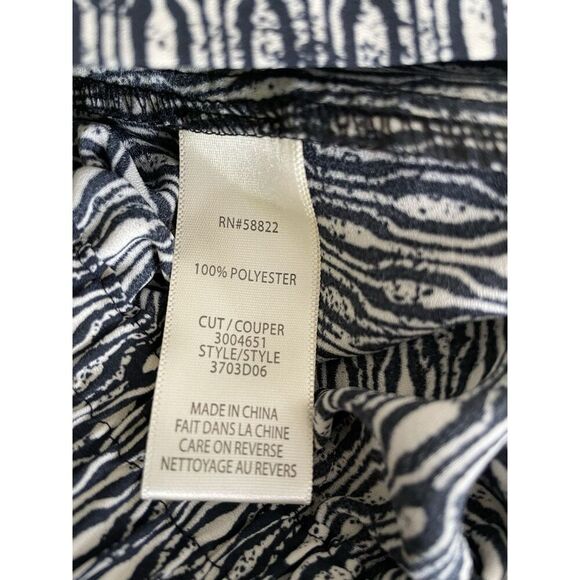 RN#58822
100% POLYESTER
CUT/COUPER
3004651
STYLE/STYLE
3703D06
MADE IN CHINA
FAIT DANS LA CHINE
CARE ON REVERSE
NETTOYAGE AU REVERS